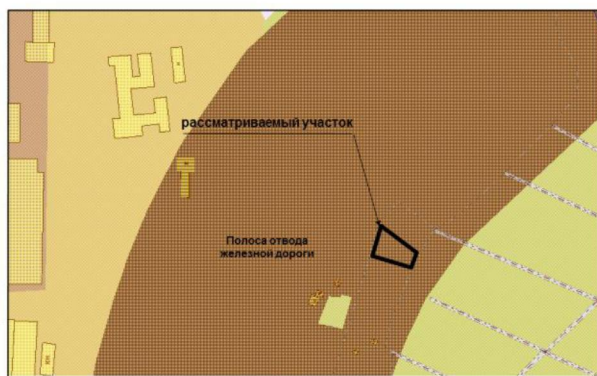 рассматриваемый участок
Полоса отвода
железной дороги